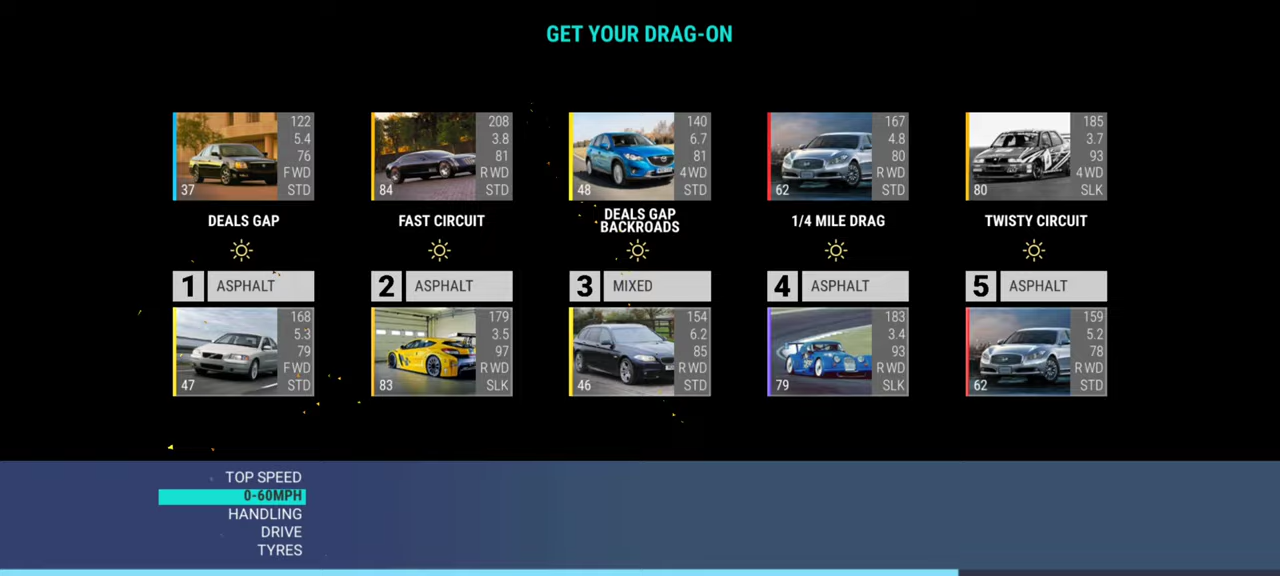 GET YOUR DRAG-ON
122
5.4
76
FWD
37 STD
208
3.8
81
RWD
84 STD
140
6.7
81
4WD
48 STD
167
4.8
80
RWD
62 STD
185
3.7
93
4WD
80 SLK
DEALS GAP
FAST CIRCUIT
DEALS GAP
BACKROADS
1/4 MILE DRAG
TWISTY CIRCUIT
1 ASPHALT
2 ASPHALT
3 MIXED
4 ASPHALT
5 ASPHALT
168
5.3
79
FWD
47 STD
179
3.5
97
RWD
83 SLK
154
6.2
85
RWD
46 STD
183
3.4
93
RWD
79 SLK
159
5.2
78
RWD
62 STD
TOP SPEED
0-60MPH
HANDLING
DRIVE
TYRES